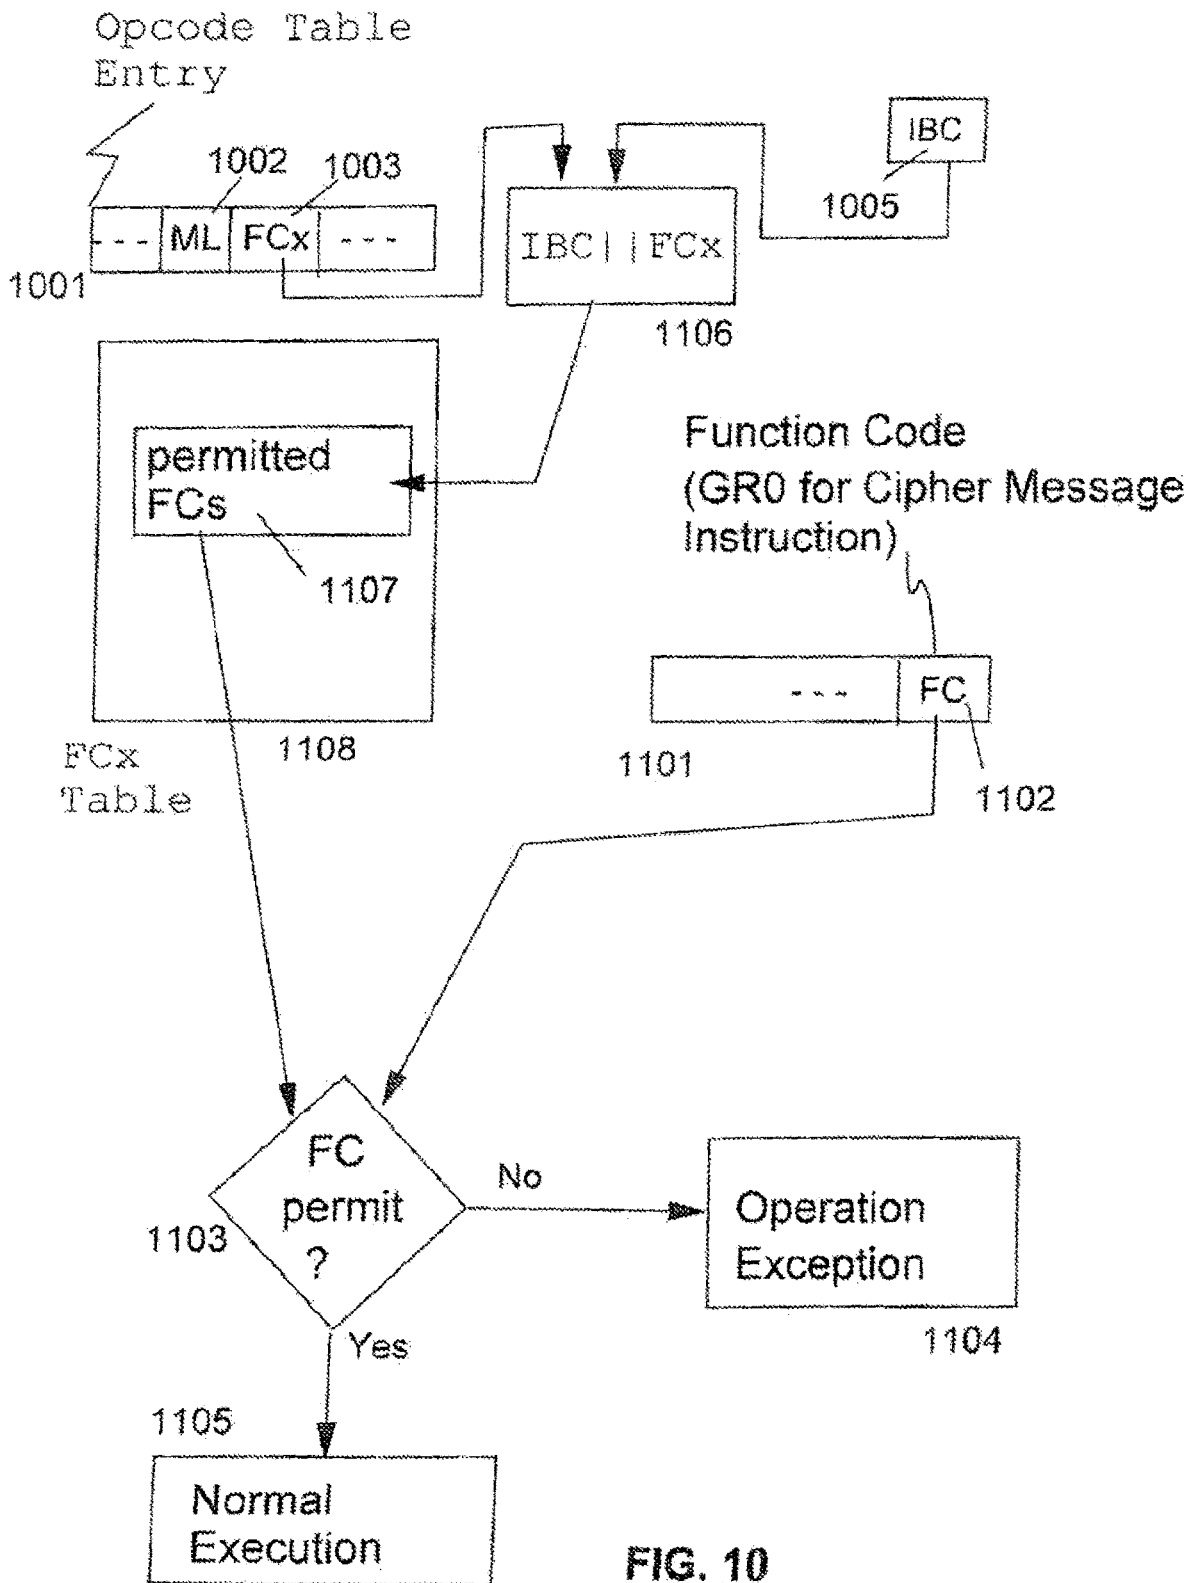 Opcode Table
Entry
IBC
1002
1003
1005
--- ML FCx ---
IBC||FCx
1001
1106
permitted
FCs
1107
Function Code
(GR0 for Cipher Message
Instruction)
--- FC
1108
1101
1102
FCx
Table
FC
permit
?
No
1103
Operation
Exception
1104
Yes
1105
Normal
Execution
FIG. 10